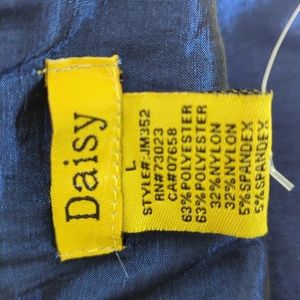 Daisy
L
STYLE#:JM352
RN#73023
CA#07658
63%POLYESTER
63%POLYESTER
32%NYLON
32%NYLON
5%SPANDEX
5%SPANDEX